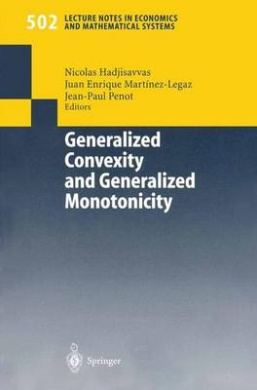 502 LECTURE NOTES IN ECONOMICS
AND MATHEMATICAL SYSTEMS
Nicolas Hadjisavvas
Juan Enrique Martínez-Legaz
Jean-Paul Penot
Editors
Generalized
Convexity
and Generalized
Monotonicity
Springer